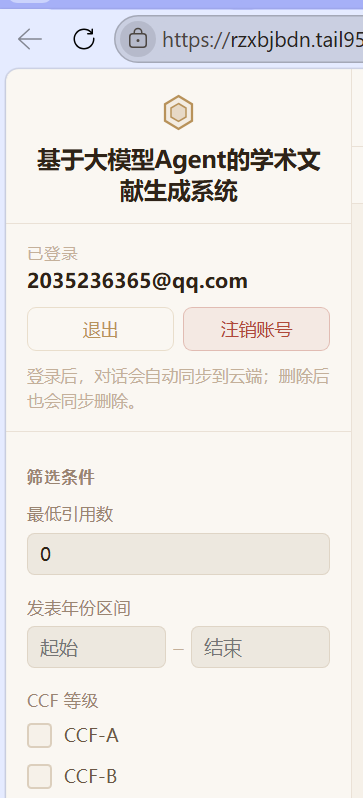 https://rzxbjbdn.tail95
基于大模型Agent的学术文
献生成系统
已登录
2035236365@qq.com
退出
注销账号
登录后，对话会自动同步到云端；删除后
也会同步删除。
筛选条件
最低引用数
0
发表年份区间
起始 – 结束
CCF 等级
CCF-A
CCF-B